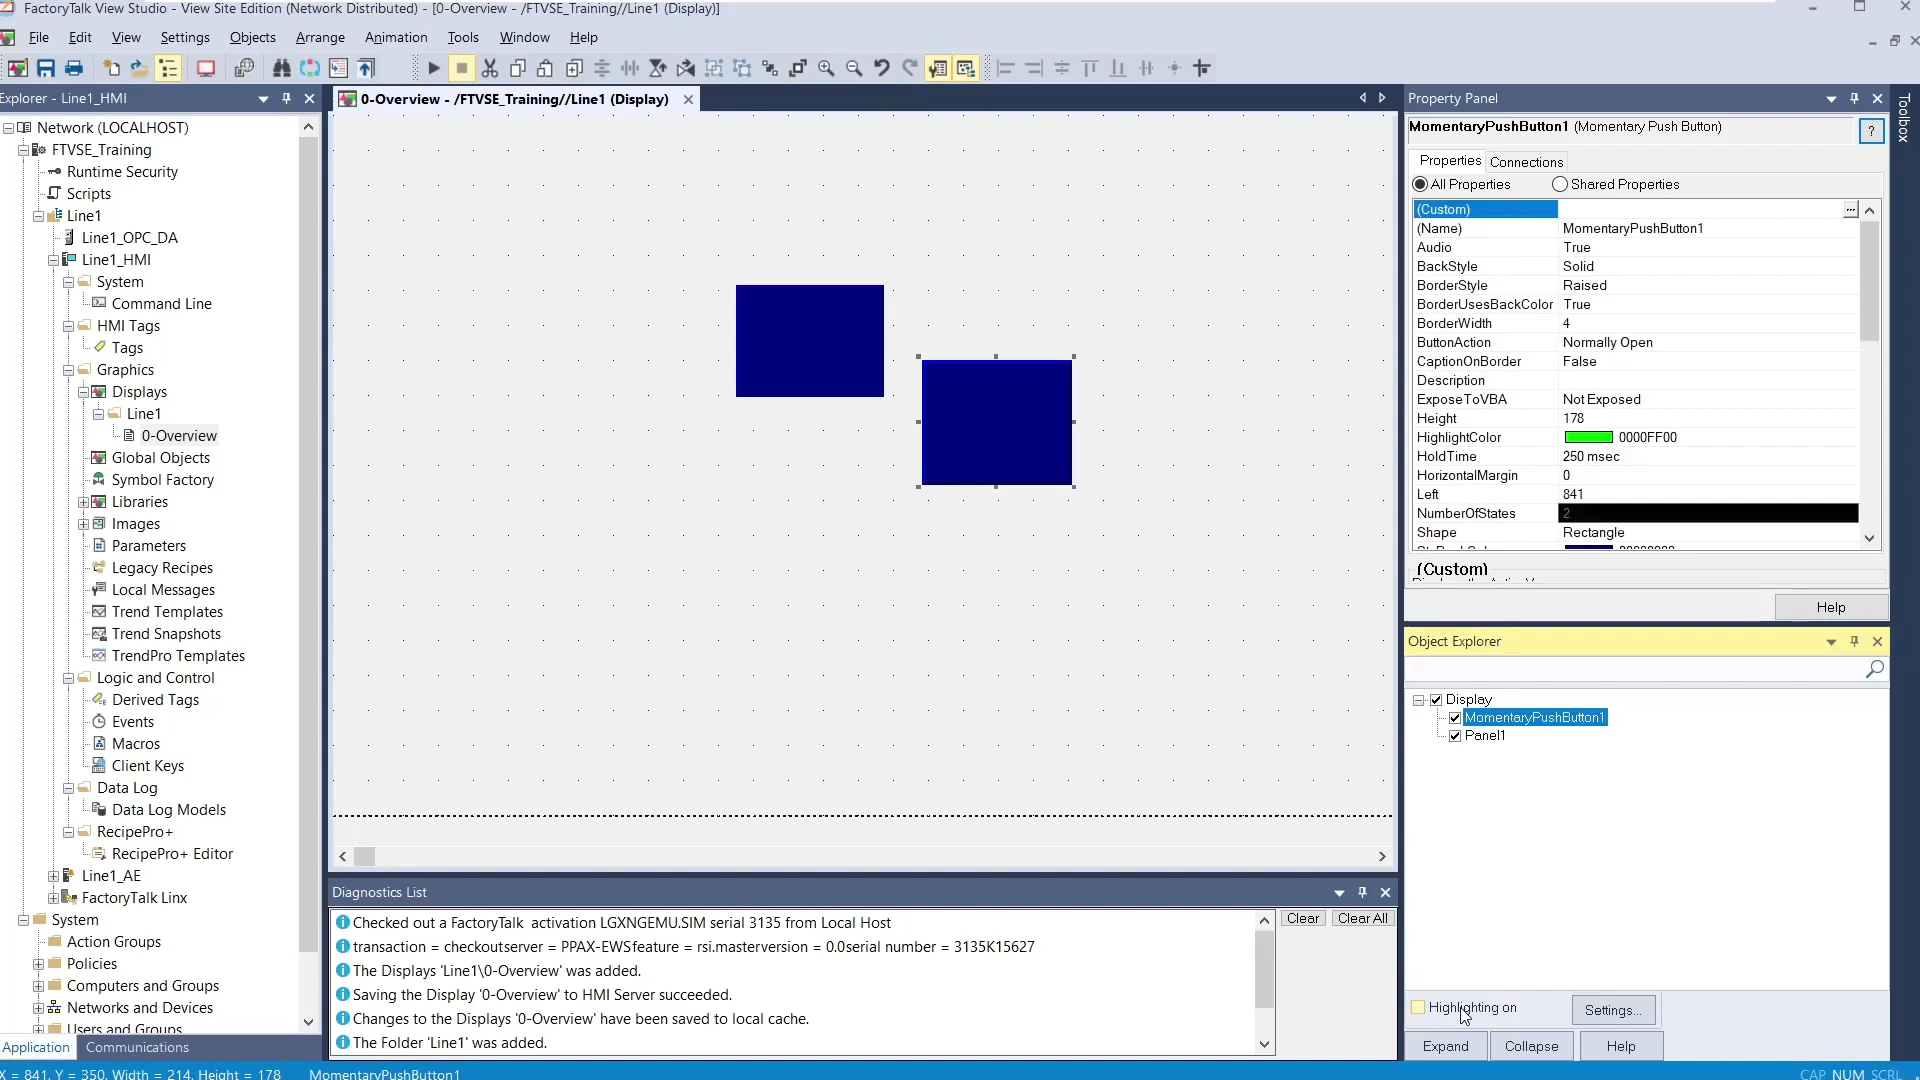 FactoryTalk View Studio - View Site Edition (Network Distributed) - [0-Overview - /FTVSE_Training//Line1 (Display)]
File Edit View Settings Objects Arrange Animation Tools Window Help
Explorer - Line1_HMI
Network (LOCALHOST)
FTVSE_Training
Runtime Security
Scripts
Line1
Line1_OPC_DA
Line1_HMI
System
Command Line
HMI Tags
Tags
Graphics
Displays
Line1
0-Overview
Global Objects
Symbol Factory
Libraries
Images
Parameters
Legacy Recipes
Local Messages
Trend Templates
Trend Snapshots
TrendPro Templates
Logic and Control
Derived Tags
Events
Macros
Client Keys
Data Log
Data Log Models
RecipePro+
RecipePro+ Editor
Line1_AE
FactoryTalk Linx
System
Action Groups
Policies
Computers and Groups
Networks and Devices
Users and Groups
Application Communications
0-Overview - /FTVSE_Training//Line1 (Display)
Diagnostics List
Checked out a FactoryTalk activation LGXNGEMU.SIM serial 3135 from Local Host
transaction = checkoutserver = PPAX-EWSfeature = rsi.masterversion = 0.0serial number = 3135K15627
The Displays 'Line1\0-Overview' was added.
Saving the Display '0-Overview' to HMI Server succeeded.
Changes to the Displays '0-Overview' have been saved to local cache.
The Folder 'Line1' was added.
Clear Clear All
Property Panel
MomentaryPushButton1 (Momentary Push Button)
?
Properties Connections
All Properties Shared Properties
(Custom) ...
(Name) MomentaryPushButton1
Audio True
BackStyle Solid
BorderStyle Raised
BorderUsesBackColor True
BorderWidth 4
ButtonAction Normally Open
CaptionOnBorder False
Description
ExposeToVBA Not Exposed
Height 178
HighlightColor 0000FF00
HoldTime 250 msec
HorizontalMargin 0
Left 841
NumberOfStates 2
Shape Rectangle
(Custom)
Help
Toolbox
Object Explorer
Display
MomentaryPushButton1
Panel1
Highlighting on
Settings...
Expand Collapse Help
X = 841, Y = 350, Width = 214, Height = 178 MomentaryPushButton1
CAP NUM SCRL